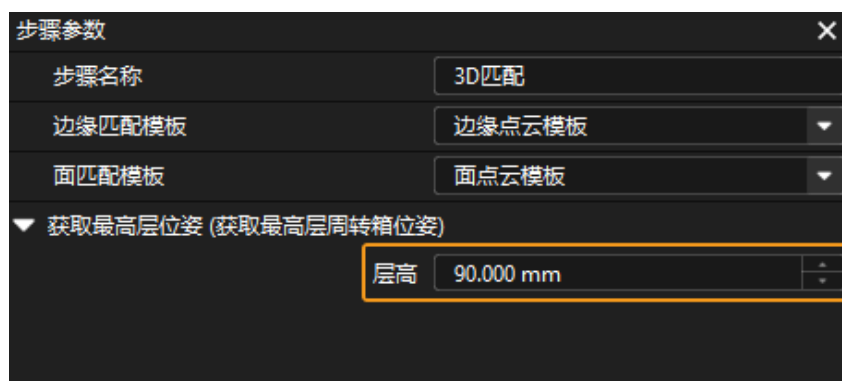 步骤参数
步骤名称 3D匹配
边缘匹配模板 边缘点云模板
面匹配模板 面点云模板
获取最高层位姿 (获取最高层周转箱位姿)
层高 90.000 mm